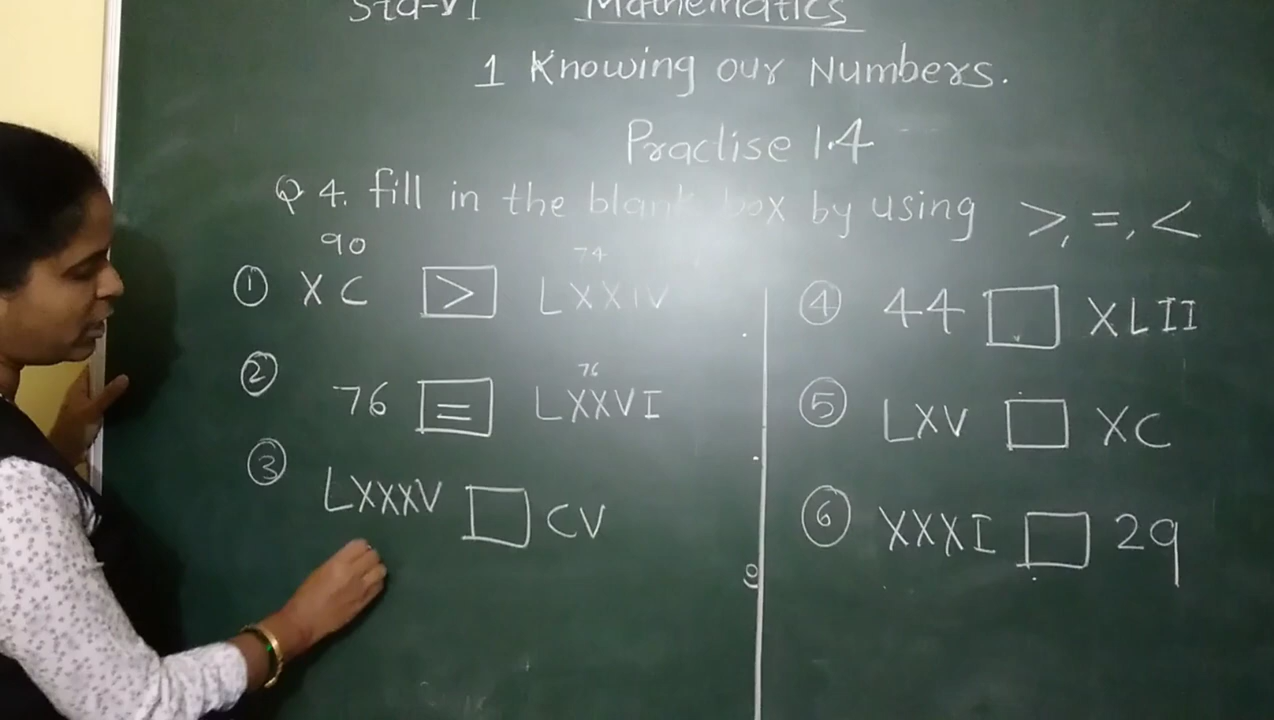 Std-VI Mathematics
1 Knowing our Numbers.
Practise 1.4
Q 4. fill in the blank box by using >, =, <
90 74
① XC > LXXIV
76
② 76 = LXXVI
③ LXXXV CV
④ 44 XLII
⑤ LXV XC
⑥ XXXI 29